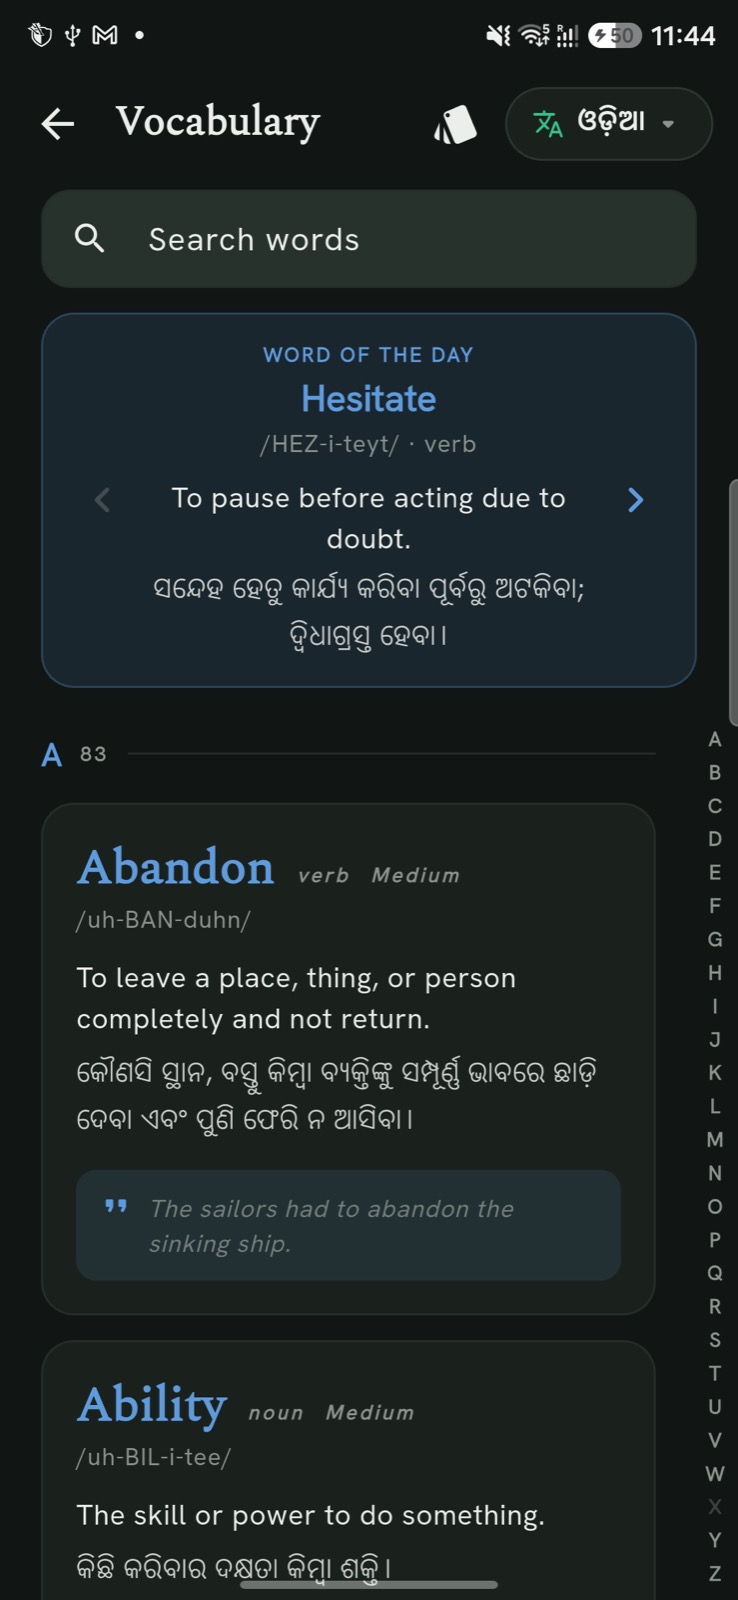 50 11:44
Vocabulary
ଓଡ଼ିଆ
Search words
WORD OF THE DAY
Hesitate
/HEZ-i-teyt/ · verb
To pause before acting due to
doubt.
ସନ୍ଦେହ ହେତୁ କାର୍ଯ୍ୟ କରିବା ପୂର୍ବରୁ ଅଟକିବା;
ଦ୍ୱିଧାଗ୍ରସ୍ତ ହେବା।
A 83
Abandon verb Medium
/uh-BAN-duhn/
To leave a place, thing, or person
completely and not return.
କୌଣସି ସ୍ଥାନ, ବସ୍ତୁ କିମ୍ବା ବ୍ୟକ୍ତିଙ୍କୁ ସମ୍ପୂର୍ଣ୍ଣ ଭାବରେ ଛାଡ଼ି
ଦେବା ଏବଂ ପୁଣି ଫେରି ନ ଆସିବା।
The sailors had to abandon the
sinking ship.
Ability noun Medium
/uh-BIL-i-tee/
The skill or power to do something.
କିଛି କରିବାର ଦକ୍ଷତା କିମ୍ବା ଶକ୍ତି।
A
B
C
D
E
F
G
H
I
J
K
L
M
N
O
P
Q
R
S
T
U
V
W
X
Y
Z